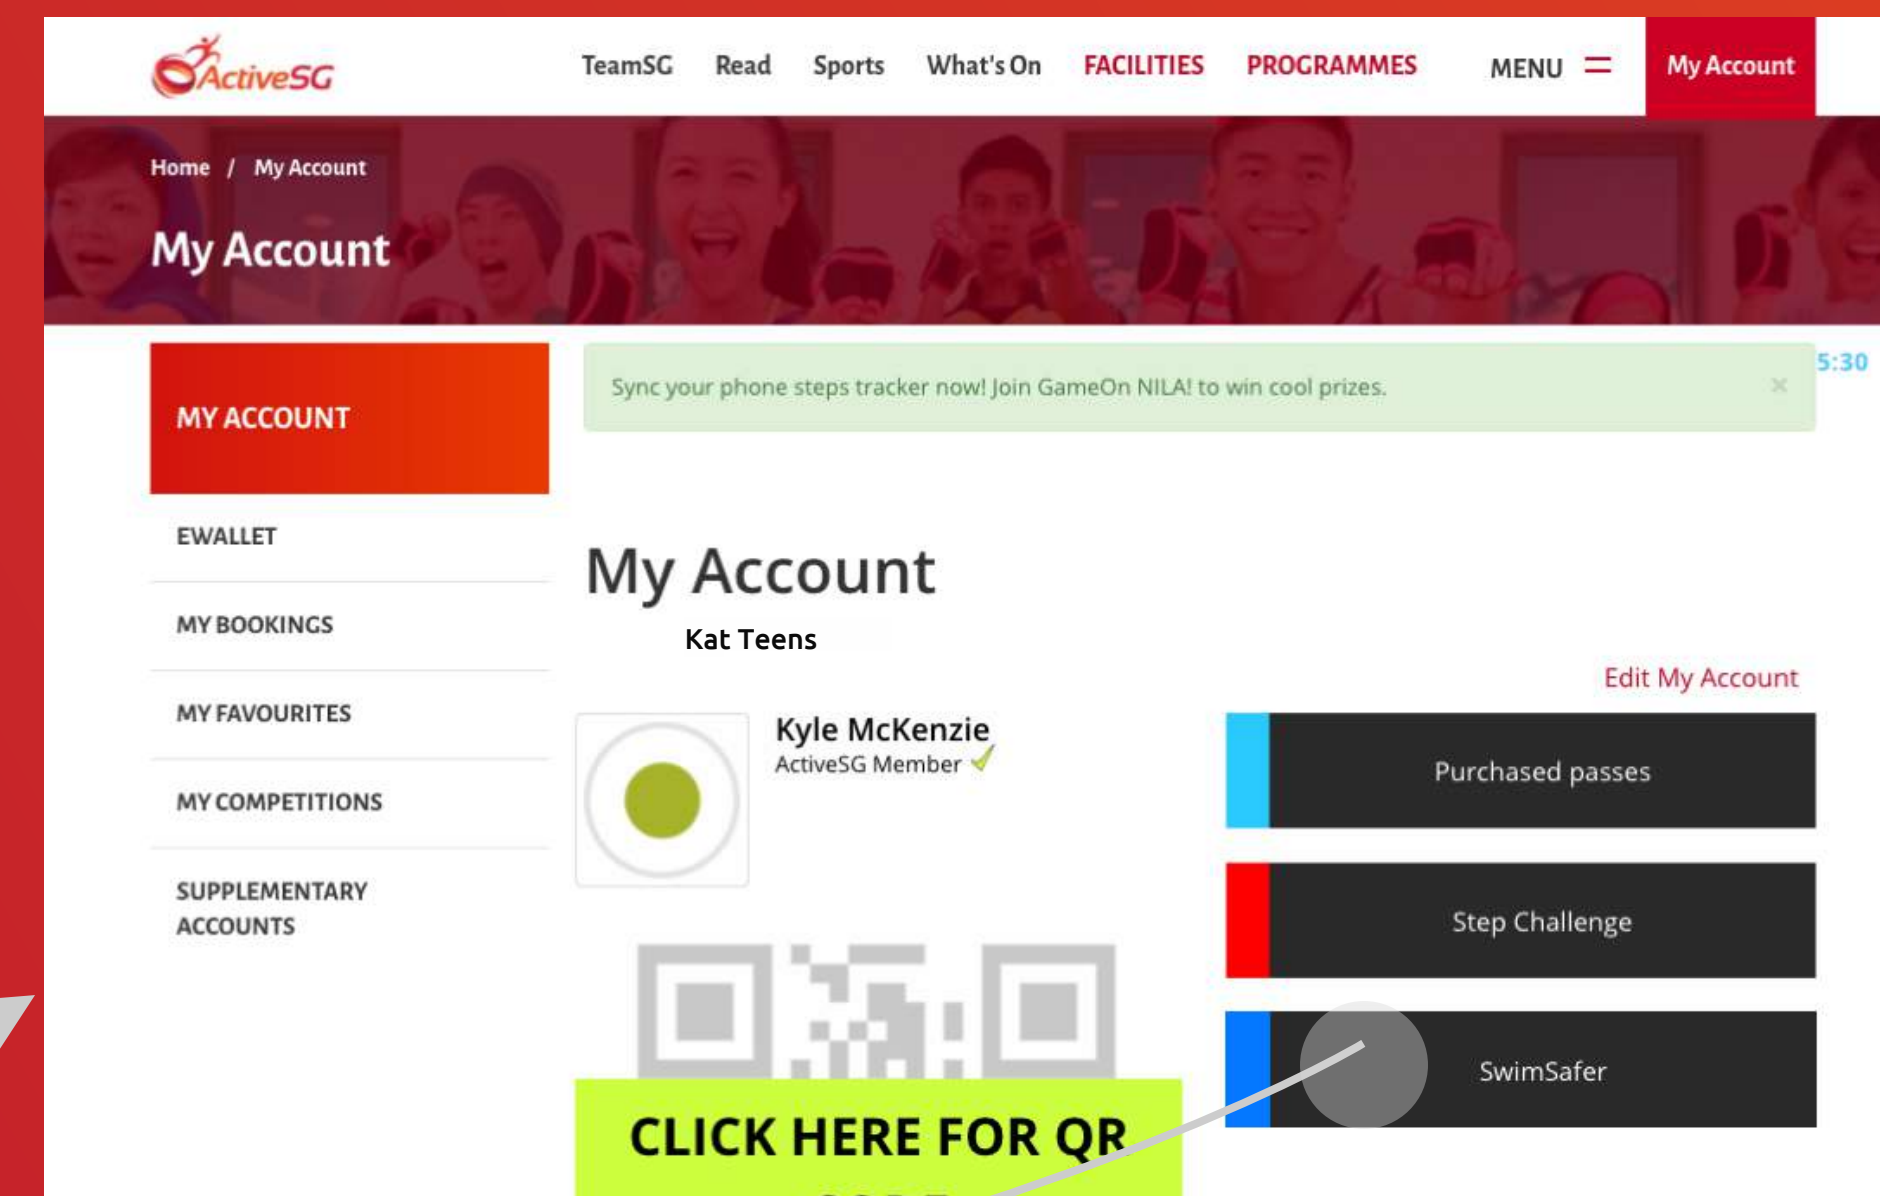 ActiveSG
TeamSG Read Sports What's On FACILITIES PROGRAMMES MENU My Account
Home / My Account
My Account
5:30
MY ACCOUNT
EWALLET
MY BOOKINGS
MY FAVOURITES
MY COMPETITIONS
SUPPLEMENTARY
ACCOUNTS
Sync your phone steps tracker now! Join GameOn NILA! to win cool prizes. ×
My Account
Kat Teens
Edit My Account
Kyle McKenzie
ActiveSG Member
Purchased passes
Step Challenge
SwimSafer
CLICK HERE FOR QR